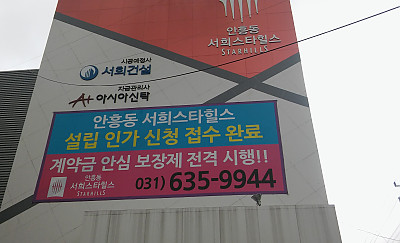 안흥동
서희스타힐스
STARHILLS
시공예정사
서희건설
자금관리사
A+ 아시아신탁
안흥동 서희스타힐스
설립 인가 신청 접수 완료
계약금 안심 보장제 전격 시행!!
안흥동
서희스타힐스
STARHILLS
031) 635-9944